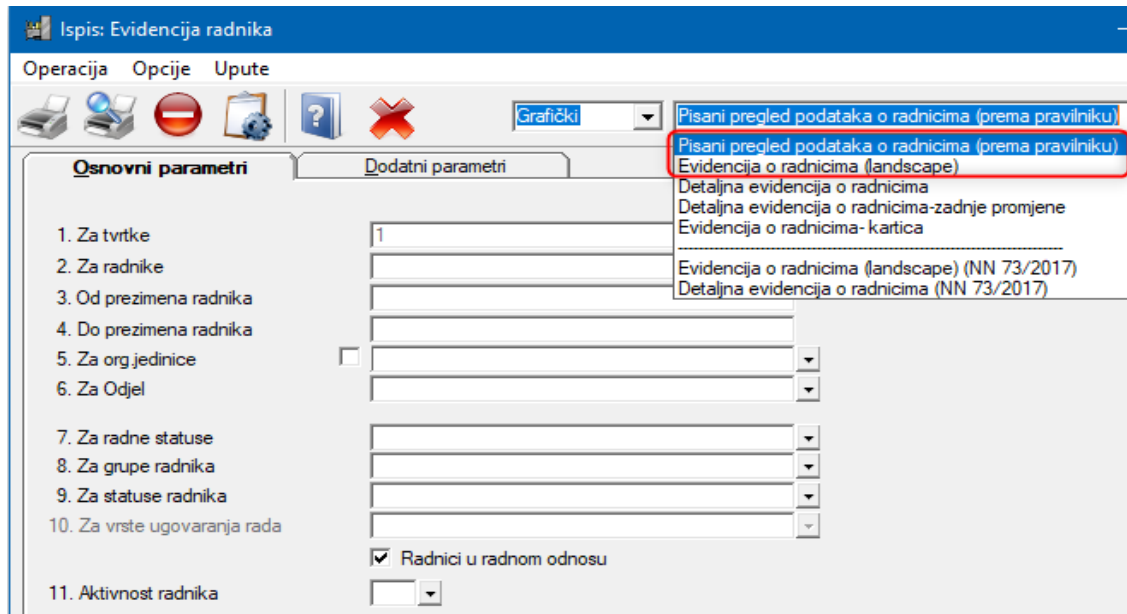 Ispis: Evidencija radnika
Operacija Opcije Upute
Grafički Pisani pregled podataka o radnicima (prema pravilniku)
Pisani pregled podataka o radnicima (prema pravilniku)
Evidencija o radnicima (landscape)
Detaljna evidencija o radnicima
Detaljna evidencija o radnicima-zadnje promjene
Evidencija o radnicima- kartica
Evidencija o radnicima (landscape) (NN 73/2017)
Detaljna evidencija o radnicima (NN 73/2017)
Osnovni parametri Dodatni parametri
1. Za tvrtke 1
2. Za radnike
3. Od prezimena radnika
4. Do prezimena radnika
5. Za org.jedinice
6. Za Odjel
7. Za radne statuse
8. Za grupe radnika
9. Za statuse radnika
10. Za vrste ugovaranja rada
Radnici u radnom odnosu
11. Aktivnost radnika